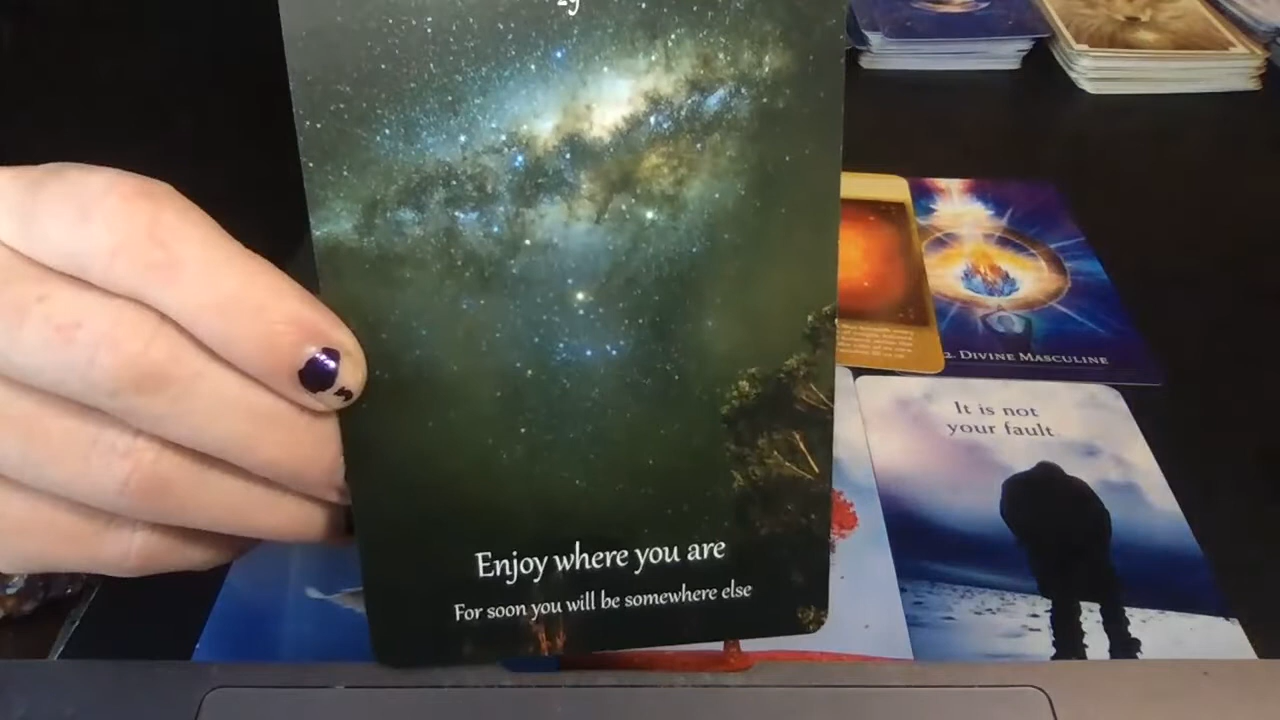 Enjoy where you are
For soon you will be somewhere else
2. DIVINE MASCULINE
It is not
your fault